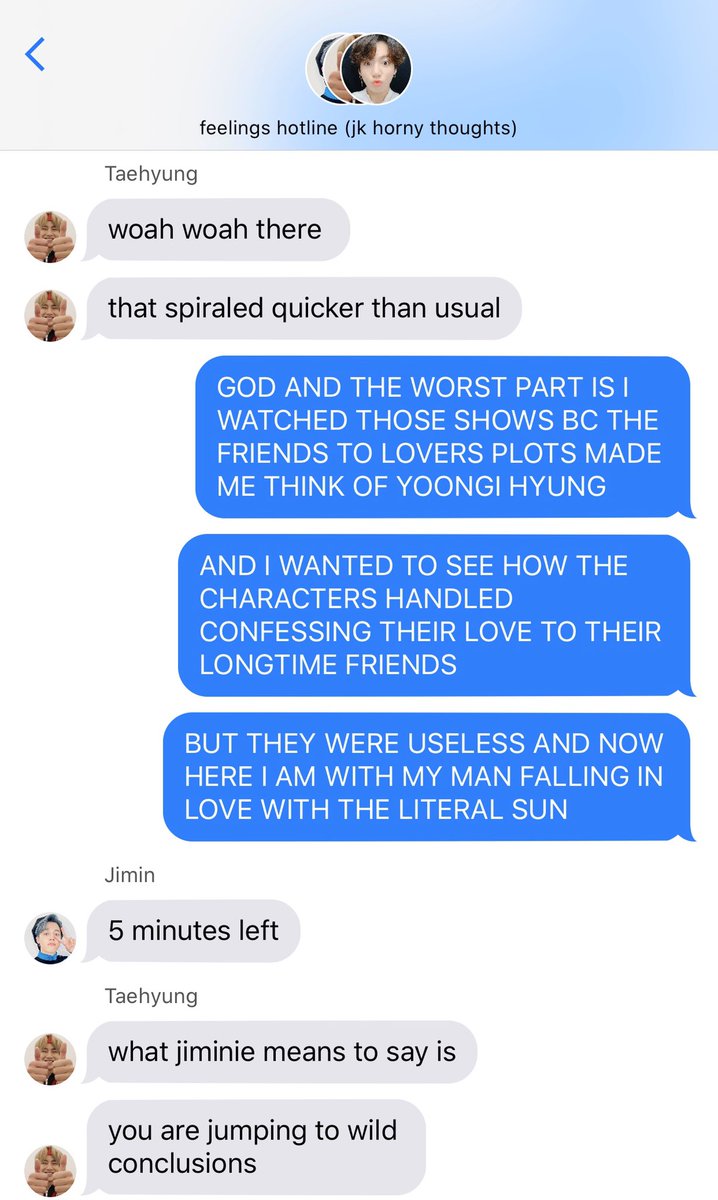 feelings hotline (jk horny thoughts)
Taehyung
woah woah there
that spiraled quicker than usual
GOD AND THE WORST PART IS I
WATCHED THOSE SHOWS BC THE
FRIENDS TO LOVERS PLOTS MADE
ME THINK OF YOONGI HYUNG
AND I WANTED TO SEE HOW THE
CHARACTERS HANDLED
CONFESSING THEIR LOVE TO THEIR
LONGTIME FRIENDS
BUT THEY WERE USELESS AND NOW
HERE I AM WITH MY MAN FALLING IN
LOVE WITH THE LITERAL SUN
Jimin
5 minutes left
Taehyung
what jiminie means to say is
you are jumping to wild
conclusions